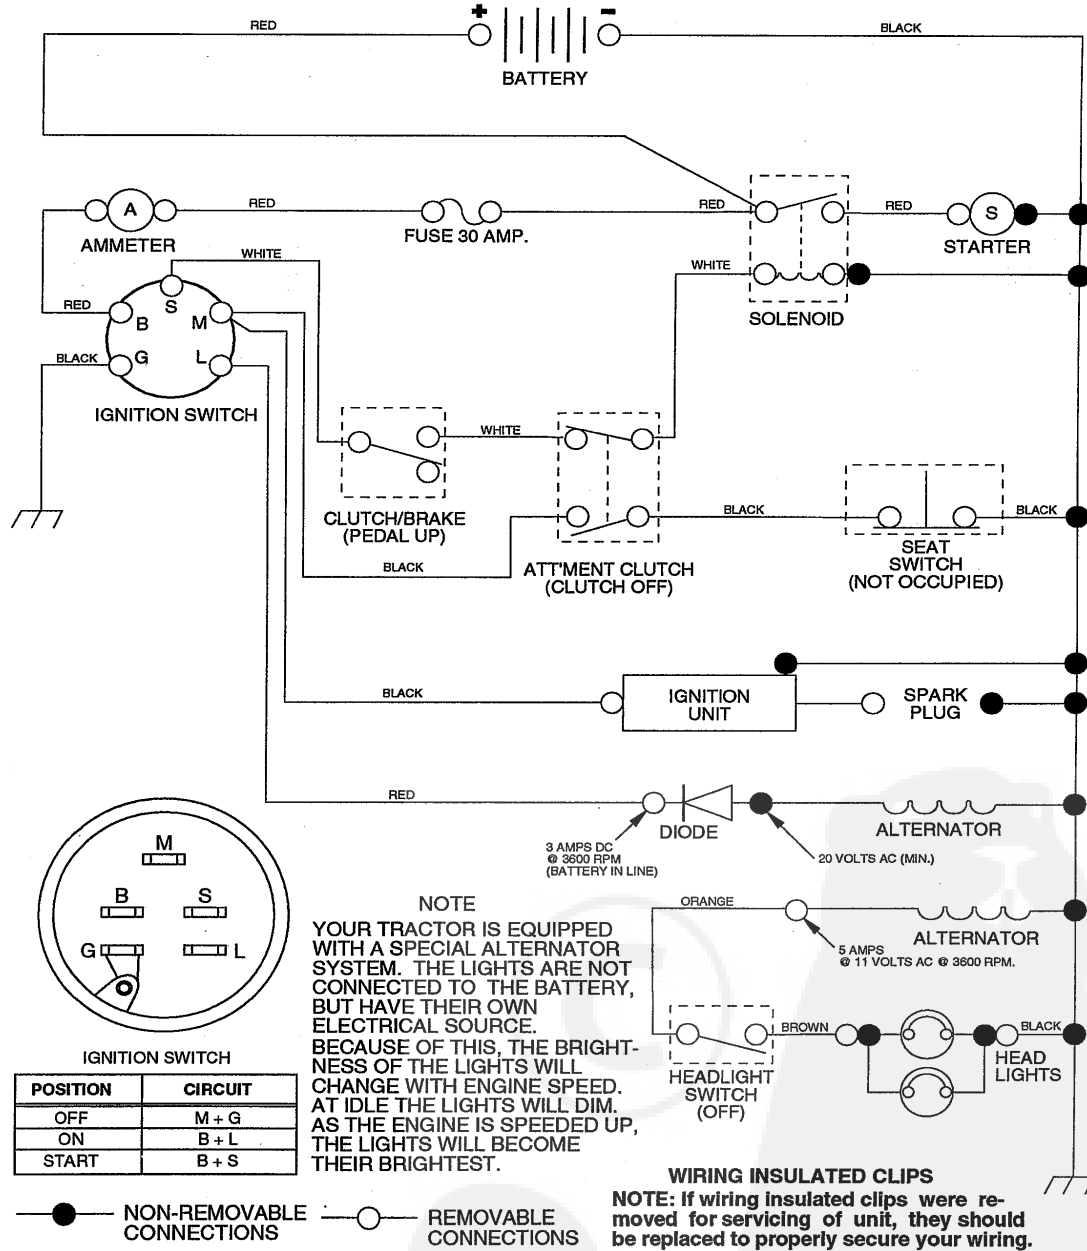 + −
RED
BLACK
BATTERY
A
RED
RED
RED
S
AMMETER
FUSE 30 AMP.
STARTER
WHITE
WHITE
SOLENOID
RED
S
B
M
BLACK
G
L
IGNITION SWITCH
WHITE
CLUTCH/BRAKE
(PEDAL UP)
BLACK
BLACK
BLACK
ATT'MENT CLUTCH
(CLUTCH OFF)
SEAT
SWITCH
(NOT OCCUPIED)
BLACK
IGNITION
UNIT
SPARK
PLUG
RED
DIODE
ALTERNATOR
3 AMPS DC
@ 3600 RPM
(BATTERY IN LINE)
20 VOLTS AC (MIN.)
ORANGE
ALTERNATOR
5 AMPS
@ 11 VOLTS AC @ 3600 RPM.
BROWN
BLACK
HEADLIGHT
SWITCH
(OFF)
HEAD
LIGHTS
M
B
S
G
L
IGNITION SWITCH
POSITION CIRCUIT
OFF M + G
ON B + L
START B + S
NOTE
YOUR TRACTOR IS EQUIPPED
WITH A SPECIAL ALTERNATOR
SYSTEM. THE LIGHTS ARE NOT
CONNECTED TO THE BATTERY,
BUT HAVE THEIR OWN
ELECTRICAL SOURCE.
BECAUSE OF THIS, THE BRIGHT-
NESS OF THE LIGHTS WILL
CHANGE WITH ENGINE SPEED.
AT IDLE THE LIGHTS WILL DIM.
AS THE ENGINE IS SPEEDED UP,
THE LIGHTS WILL BECOME
THEIR BRIGHTEST.
NON-REMOVABLE
CONNECTIONS
REMOVABLE
CONNECTIONS
WIRING INSULATED CLIPS
NOTE: If wiring insulated clips were re-
moved for servicing of unit, they should
be replaced to properly secure your wiring.